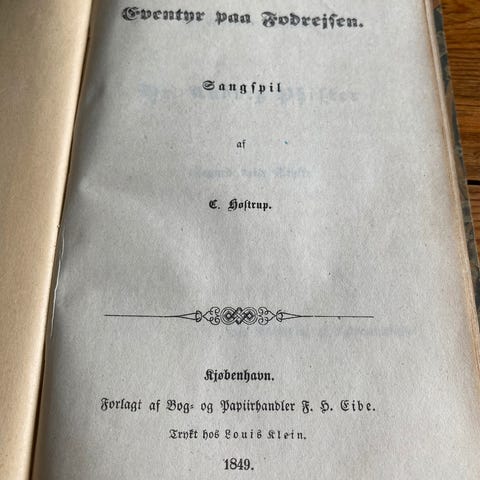 Eventyr paa Fodrejsen.
Sangspil
af
C. Hostrup.
Kjøbenhavn.
Forlagt af Bog- og Papiirhandler F. H. Eibe.
Trykt hos Louis Klein.
1849.